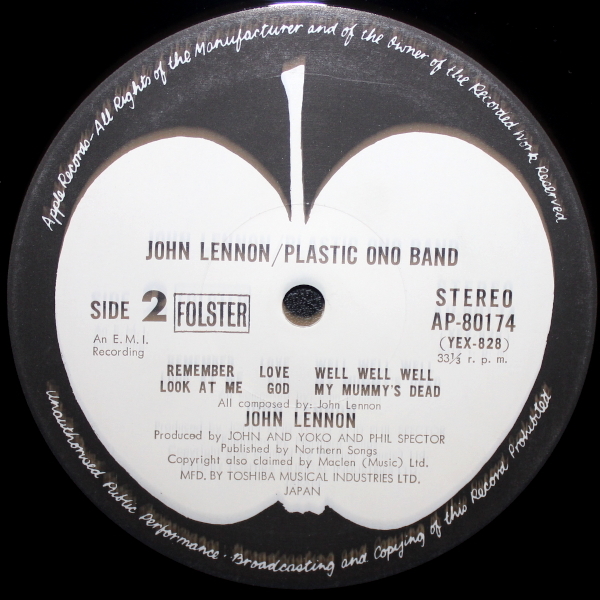 Apple Records-All Rights of the Manufacturer and of the Owner of the Recorded Work Reserved
JOHN LENNON/PLASTIC ONO BAND
SIDE 2 FOLSTER
STEREO
AP-80174
(YEX-828)
33⅓ r. p. m.
An E. M. I.
Recording
REMEMBER LOVE WELL WELL WELL
LOOK AT ME GOD MY MUMMY'S DEAD
All composed by: John Lennon
JOHN LENNON
Produced by JOHN AND YOKO AND PHIL SPECTOR
Published by Northern Songs
Copyright also claimed by Maclen (Music) Ltd.
MFD. BY TOSHIBA MUSICAL INDUSTRIES LTD.
JAPAN
Unauthorised Public Performance · Broadcasting and Copying of this Record Prohibited